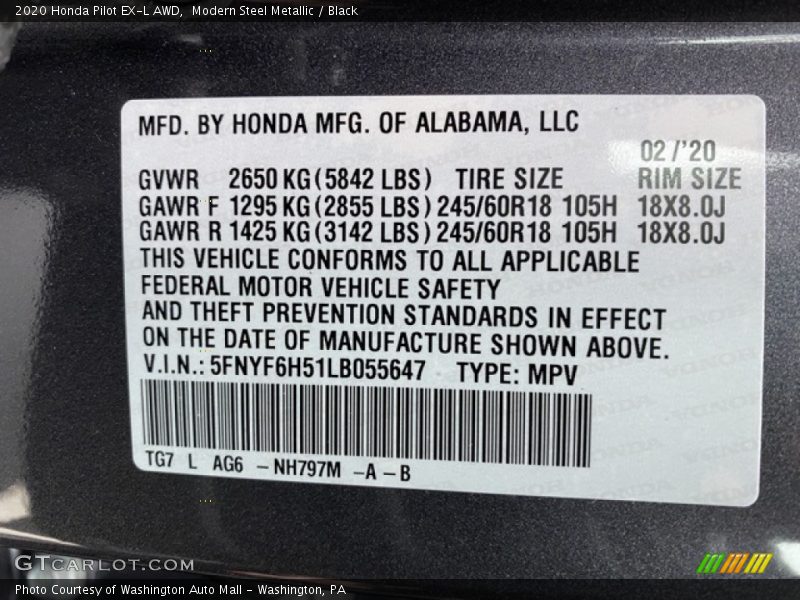 2020 Honda Pilot EX-L AWD,  Modern Steel Metallic / Black
MFD. BY HONDA MFG. OF ALABAMA, LLC
02 /'20
GVWR 2650 KG (5842 LBS) TIRE SIZE RIM SIZE
GAWR F 1295 KG (2855 LBS) 245/60R18 105H 18X8.0J
GAWR R 1425 KG (3142 LBS) 245/60R18 105H 18X8.0J
THIS VEHICLE CONFORMS TO ALL APPLICABLE
FEDERAL MOTOR VEHICLE SAFETY
AND THEFT PREVENTION STANDARDS IN EFFECT
ON THE DATE OF MANUFACTURE SHOWN ABOVE.
V.I.N.: 5FNYF6H51LB055647 TYPE: MPV
TG7 L AG6 - NH797M -A - B
GTCARLOT.COM
Photo Courtesy of Washington Auto Mall - Washington, PA